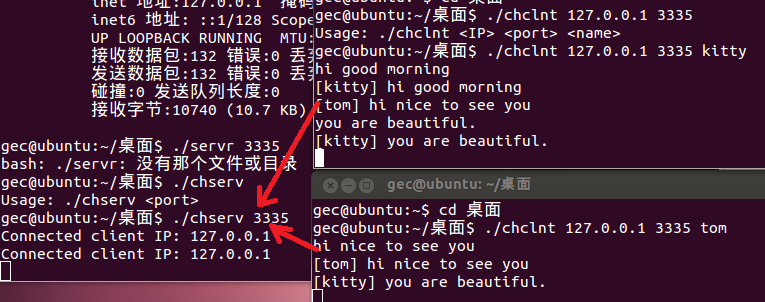 inet 地址:127.0.0.1 掩码
inet6 地址: ::1/128 Scope
UP LOOPBACK RUNNING MTU:
接收数据包:132 错误:0 丢弃
发送数据包:132 错误:0 丢弃
碰撞:0 发送队列长度:0
接收字节:10740 (10.7 KB)
gec@ubuntu:~/桌面$ ./servr 3335
bash: ./servr: 没有那个文件或目录
gec@ubuntu:~/桌面$ ./chserv
Usage: ./chserv <port>
gec@ubuntu:~/桌面$ ./chserv 3335
Connected client IP: 127.0.0.1
Connected client IP: 127.0.0.1
gec@ubuntu:~$ cd 桌面
gec@ubuntu:~/桌面$ ./chclnt 127.0.0.1 3335
Usage: ./chclnt <IP> <port> <name>
gec@ubuntu:~/桌面$ ./chclnt 127.0.0.1 3335 kitty
hi good morning
[kitty] hi good morning
[tom] hi nice to see you
you are beautiful.
[kitty] you are beautiful.
gec@ubuntu: ~/桌面
gec@ubuntu:~$ cd 桌面
gec@ubuntu:~/桌面$ ./chclnt 127.0.0.1 3335 tom
hi nice to see you
[tom] hi nice to see you
[kitty] you are beautiful.